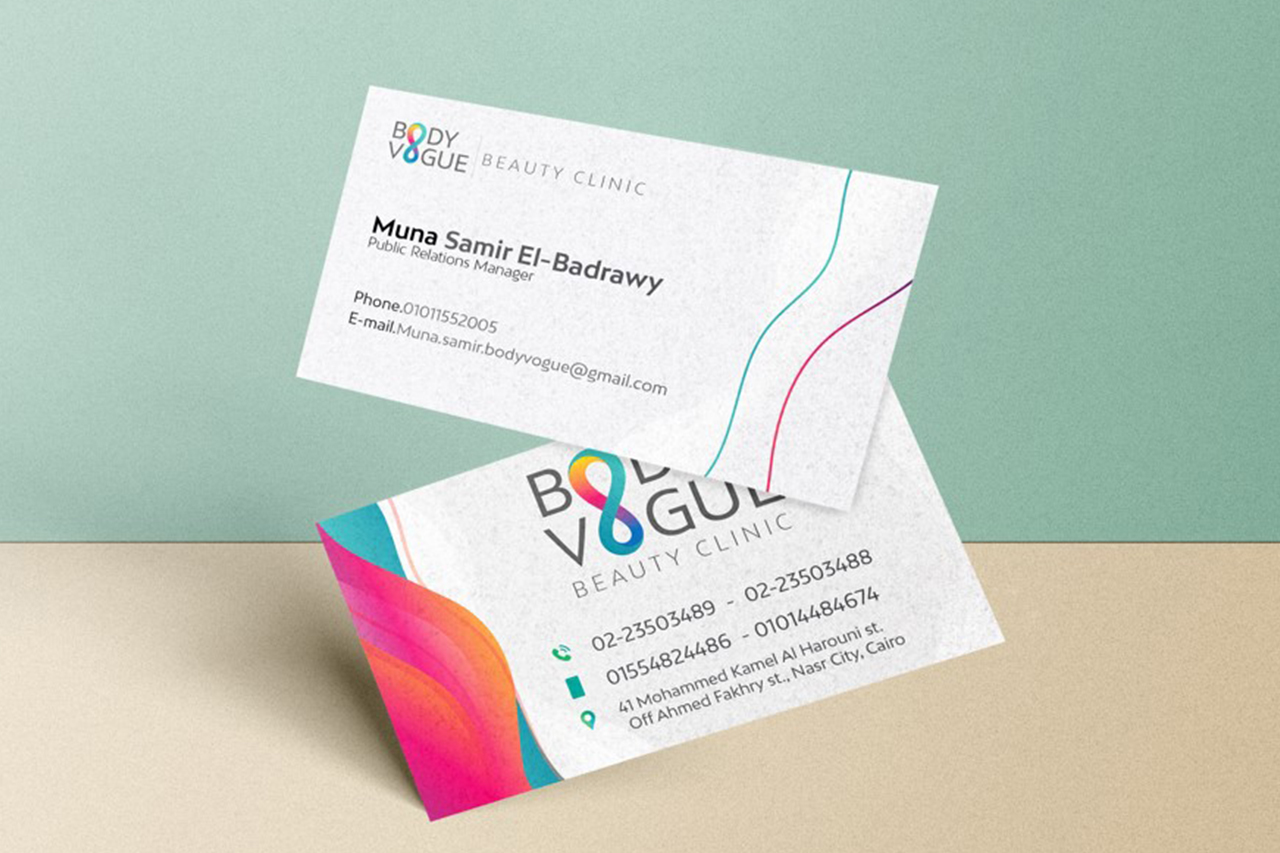 BODY
VOGUE
BEAUTY CLINIC
Muna Samir El-Badrawy
Public Relations Manager
Phone.01011552005
E-mail.Muna.samir.bodyvogue@gmail.com
BODY
VOGUE
BEAUTY CLINIC
02-23503489 - 02-23503488
01554824486 - 01014484674
41 Mohammed Kamel Al Harouni st.
Off Ahmed Fakhry st., Nasr City, Cairo